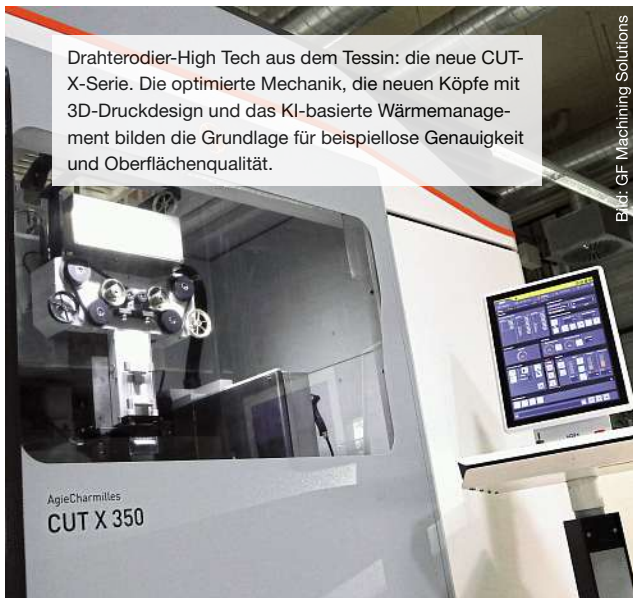 Drahterodier-High Tech aus dem Tessin: die neue CUT-
X-Serie. Die optimierte Mechanik, die neuen Köpfe mit
3D-Druckdesign und das KI-basierte Wärmemanage-
ment bilden die Grundlage für beispiellose Genauigkeit
und Oberflächenqualität.
Bild: GF Machining Solutions
AgieCharmilles
CUT X 350